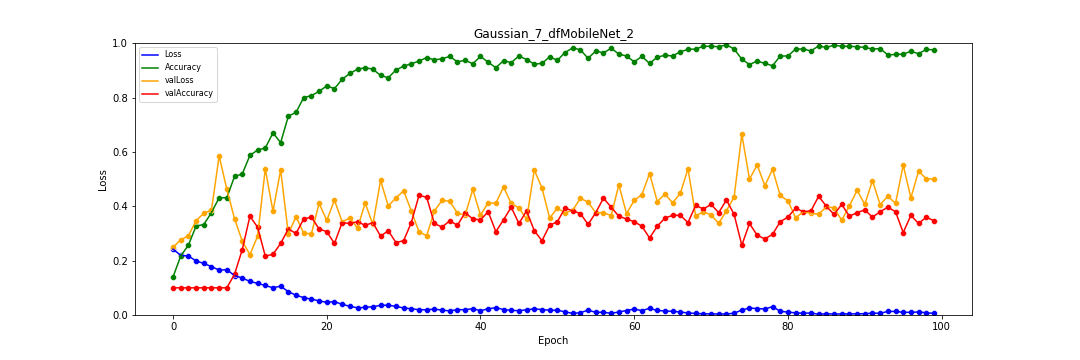 Gaussian_7_dfMobileNet_2
Loss
Accuracy
valLoss
valAccuracy
1.0
0.8
0.6
0.4
0.2
0.0
Loss
0 20 40 60 80 100
Epoch